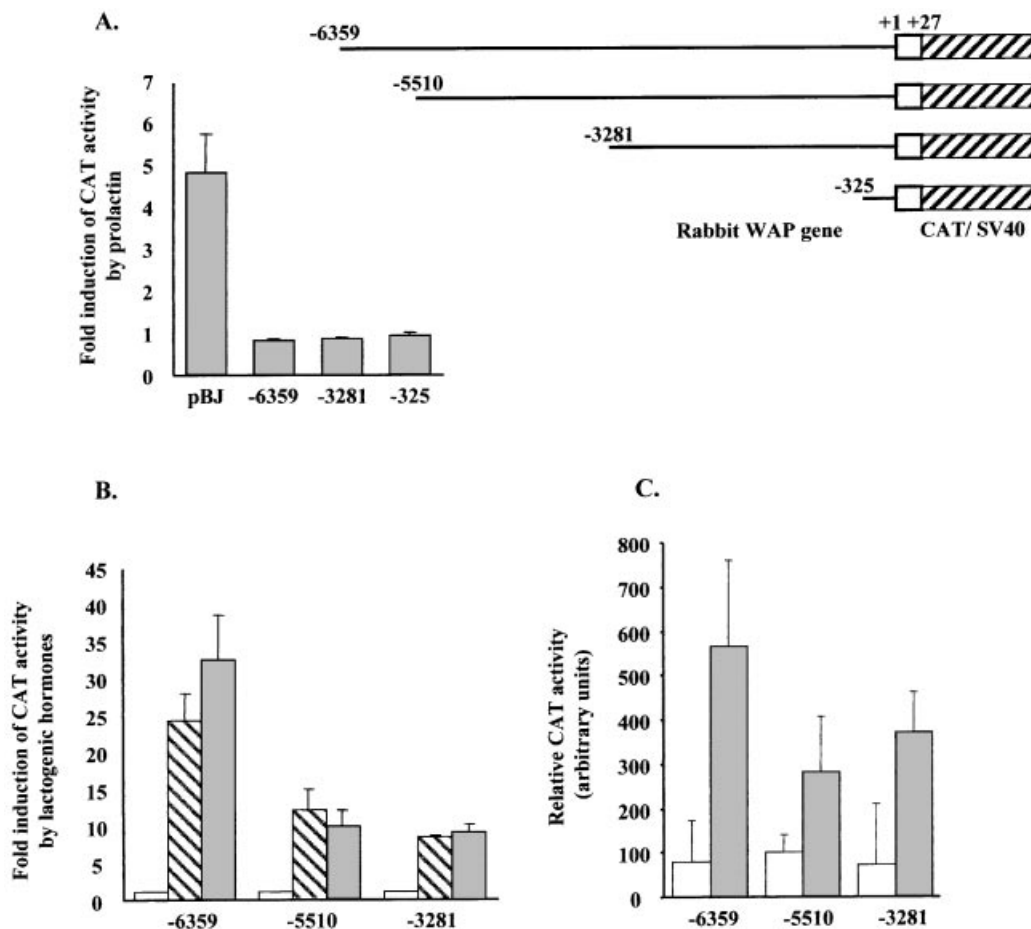 A.
-6359
+1 +27
-5510
-3281
-325
Rabbit WAP gene
CAT/ SV40
Fold induction of CAT activity
by prolactin
7
6
5
4
3
2
1
0
pBJ -6359 -3281 -325
B.
Fold induction of CAT activity
by lactogenic hormones
45
40
35
30
25
20
15
10
5
0
-6359 -5510 -3281
C.
Relative CAT activity
(arbitrary units)
800
700
600
500
400
300
200
100
0
-6359 -5510 -3281